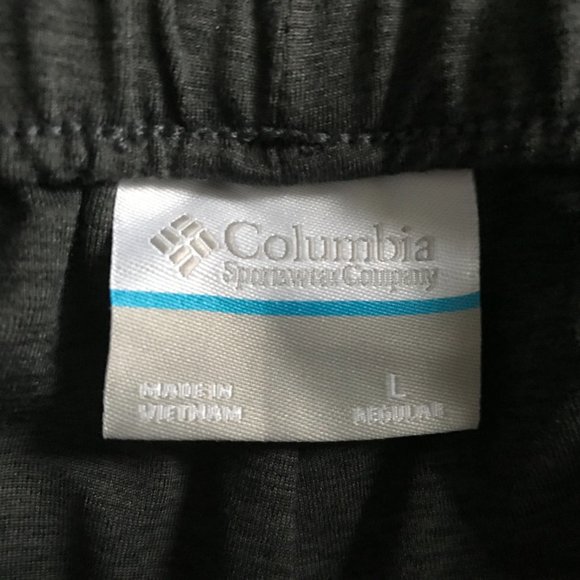 Columbia
Sportswear Company
MADE IN
VIETNAM
L
REGULAR